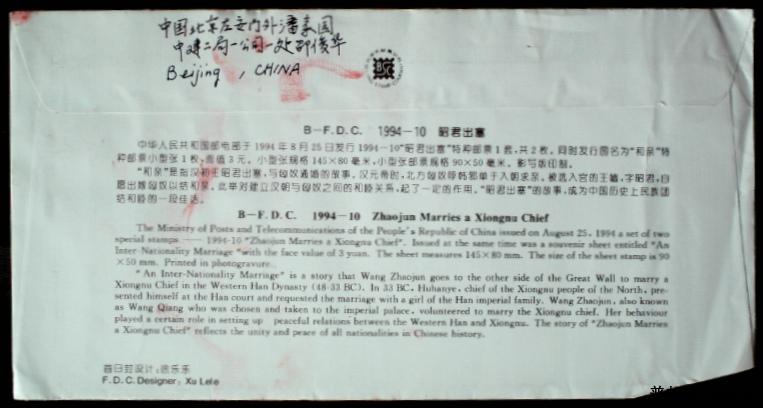 中国北京左安门外潘家园
中建二局一公司一处
Beijing, CHINA
B-F.D.C. 1994-10 昭君出塞
中华人民共和国邮电部于1994年8月25日发行1994-10"昭君出塞"特种邮票1套,共2枚。同时发行图名为"和亲"特
种邮票小型张1枚,面值3元。小型张规格145×80毫米,小型张邮票规格90×50毫米。影写版印制。
"和亲"是指汉初王昭君出塞,与匈奴通婚的故事。汉元帝时,北方匈奴呼韩邪单于入朝求亲。被选入宫的王嫱,字昭君,自
愿出嫁匈奴以结和亲。此举对建立汉朝与匈奴之间的和睦关系,起了一定的作用。"昭君出塞"的故事,成为中国历史上民族团
结和睦的一段佳话。
B-F.D.C. 1994-10 Zhaojun Marries a Xiongnu Chief
The Ministry of Posts and Telecommunications of the People's Republic of China issued on August 25, 1994 a set of two
special stamps —— 1994-10 "Zhaojun Marries a Xiongnu Chief". Issued at the same time was a souvenir sheet entitled "An
Inter-Nationality Marriage "with the face value of 3 yuan. The sheet measures 145×80 mm. The size of the sheet stamp is 90
×50 mm. Printed in photogravure.
"An Inter-Nationality Marriage" is a story that Wang Zhaojun goes to the other side of the Great Wall to marry a
Xiongnu Chief in the Western Han Dynasty (48-33 BC). In 33 BC, Huhanye, chief of the Xiongnu people of the North, pre-
sented himself at the Han court and requested the marriage with a girl of the Han imperial family. Wang Zhaojun, also known
as Wang Qiang who was chosen and taken to the imperial palace, volunteered to marry the Xiongnu chief. Her behaviour
played a certain role in setting up peaceful relations between the Western Han and Xiongnu. The story of "Zhaojun Marries
a Xiongnu Chief" reflects the unity and peace of all nationalities in Chinese history.
首日封设计:徐乐乐
F.D.C. Designer: Xu Lele